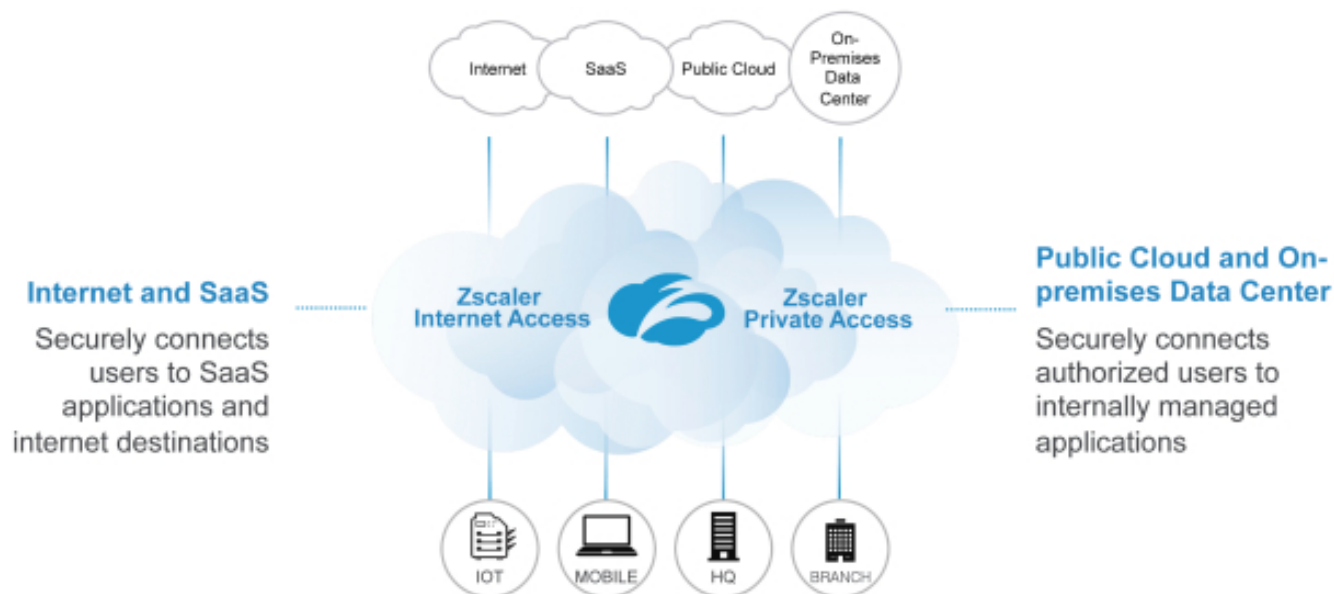 Internet
SaaS
Public Cloud
On-
Premises
Data
Center
Internet and SaaS
Securely connects
users to SaaS
applications and
internet destinations
Zscaler
Internet Access
Zscaler
Private Access
Public Cloud and On-
premises Data Center
Securely connects
authorized users to
internally managed
applications
IOT
MOBILE
HQ
BRANCH